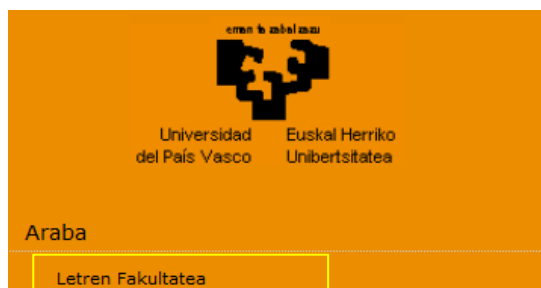 eman ta zabal zazu
Universidad Euskal Herriko
del País Vasco Unibertsitatea
Araba
Letren Fakultatea